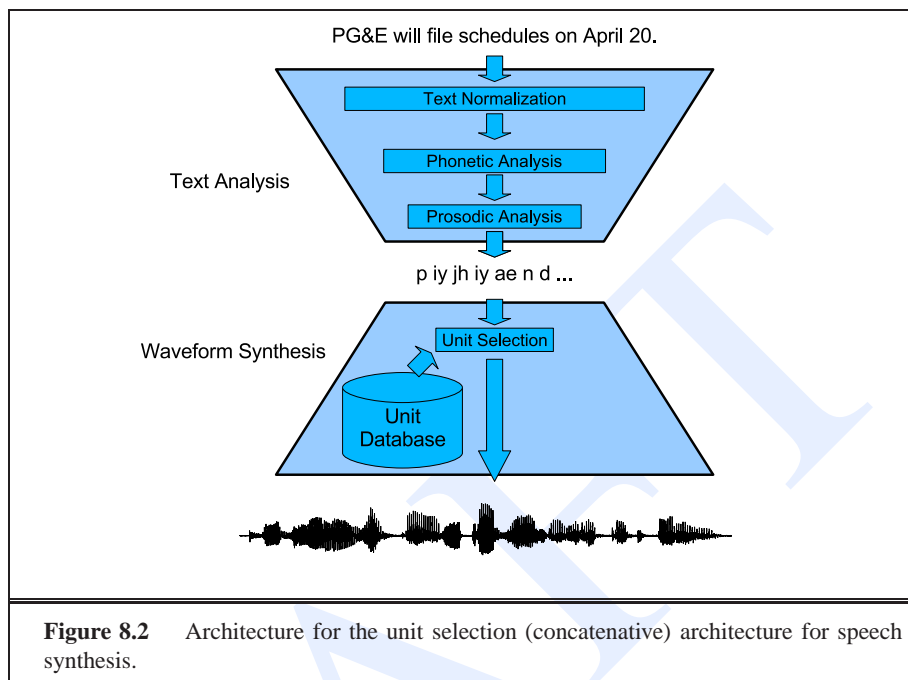 PG&E will file schedules on April 20.
Text Normalization
Phonetic Analysis
Text Analysis
Prosodic Analysis
p iy jh iy ae n d ...
Unit Selection
Waveform Synthesis
Unit
Database
Figure 8.2 Architecture for the unit selection (concatenative) architecture for speech
synthesis.
AFT